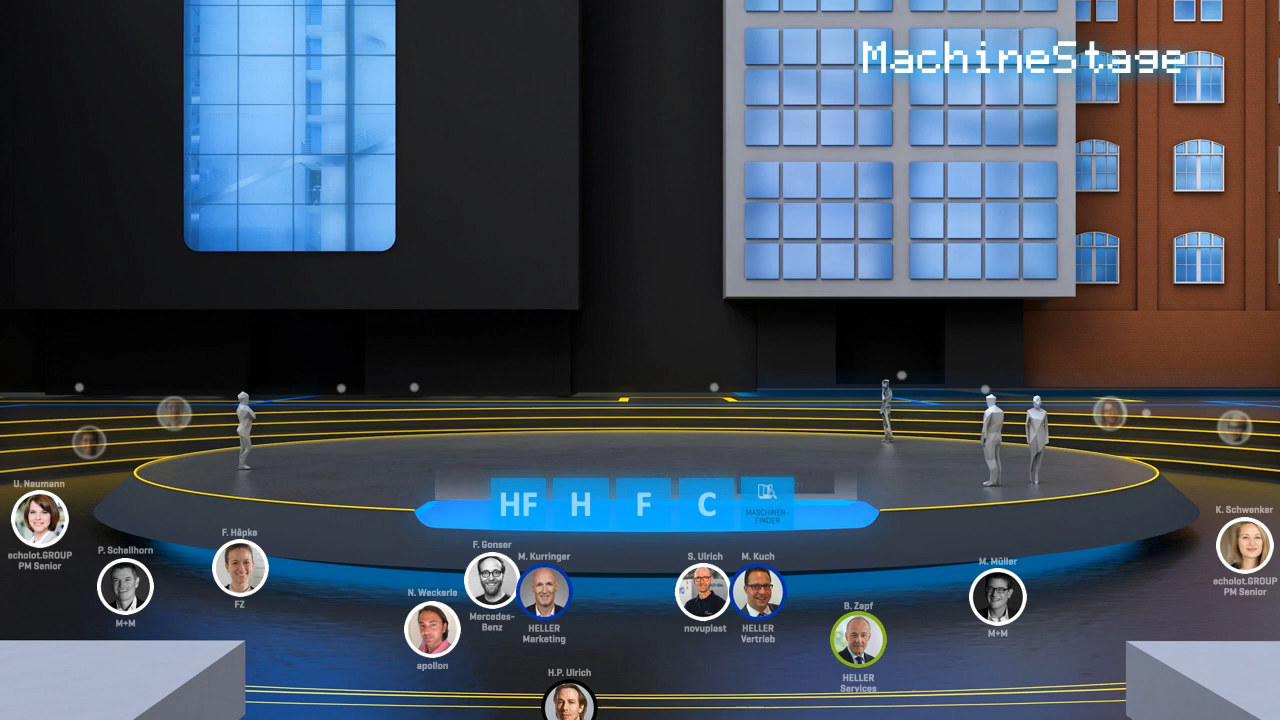 MachineStage
HF
H
F
C
MASCHINEN-
FINDER
U. Naumann
echolot.GROUP
PM Senior
P. Schellhorn
M+M
F. Häpke
FZ
N. Weckerle
apollon
F. Gonser
Mercedes-
Benz
M. Kurringer
HELLER
Marketing
H.P. Ulrich
S. Ulrich
novuplast
M. Kuch
HELLER
Vertrieb
B. Zapf
HELLER
Services
M. Müller
M+M
K. Schwenker
echolot.GROUP
PM Senior